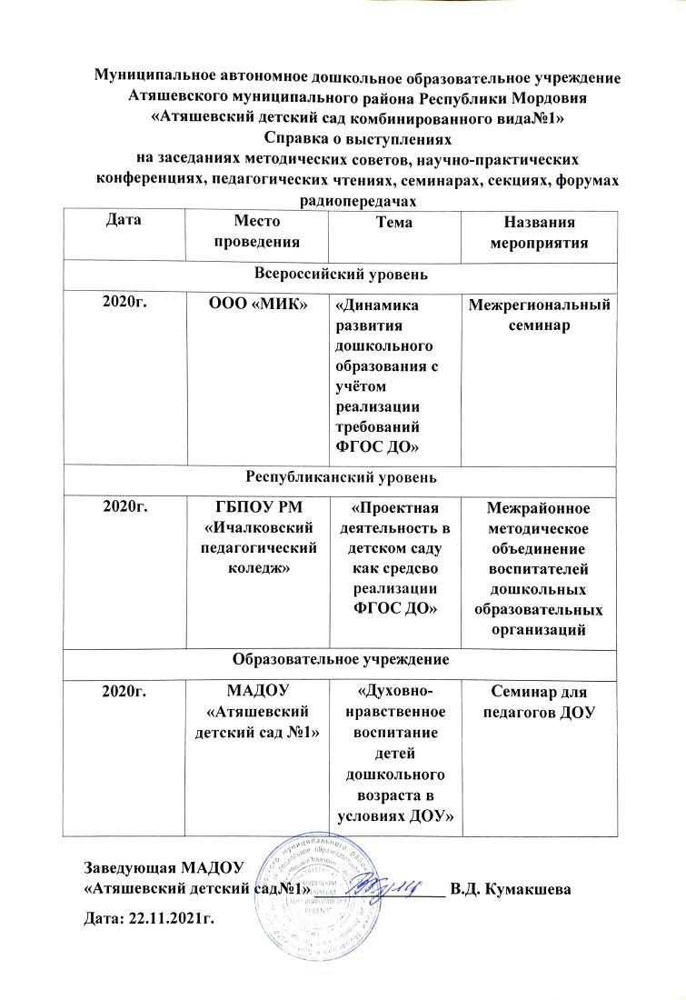 Муниципальное автономное дошкольное образовательное учреждение
Атяшевского муниципального района Республики Мордовия
«Атяшевский детский сад комбинированного вида№1»
Справка о выступлениях
на заседаниях методических советов, научно-практических
конференциях, педагогических чтениях, семинарах, секциях, форумах
радиопередачах
Дата
Место
проведения
Тема
Названия
мероприятия
Всероссийский уровень
2020г.
ООО «МИК»
«Динамика
развития
дошкольного
образования с
учётом
реализации
требований
ФГОС ДО»
Межрегиональный
семинар
Республиканский уровень
2020г.
ГБПОУ РМ
«Ичалковский
педагогический
коледж»
«Проектная
деятельность в
детском саду
как средсво
реализации
ФГОС ДО»
Межрайонное
методическое
объединение
воспитателей
дошкольных
образовательных
организаций
Образовательное учреждение
2020г.
МАДОУ
«Атяшевский
детский сад №1»
«Духовно-
нравственное
воспитание
детей
дошкольного
возраста в
условиях ДОУ»
Семинар для
педагогов ДОУ
Заведующая МАДОУ
«Атяшевский детский сад№1» В.Д. Кумакшева
Дата: 22.11.2021г.